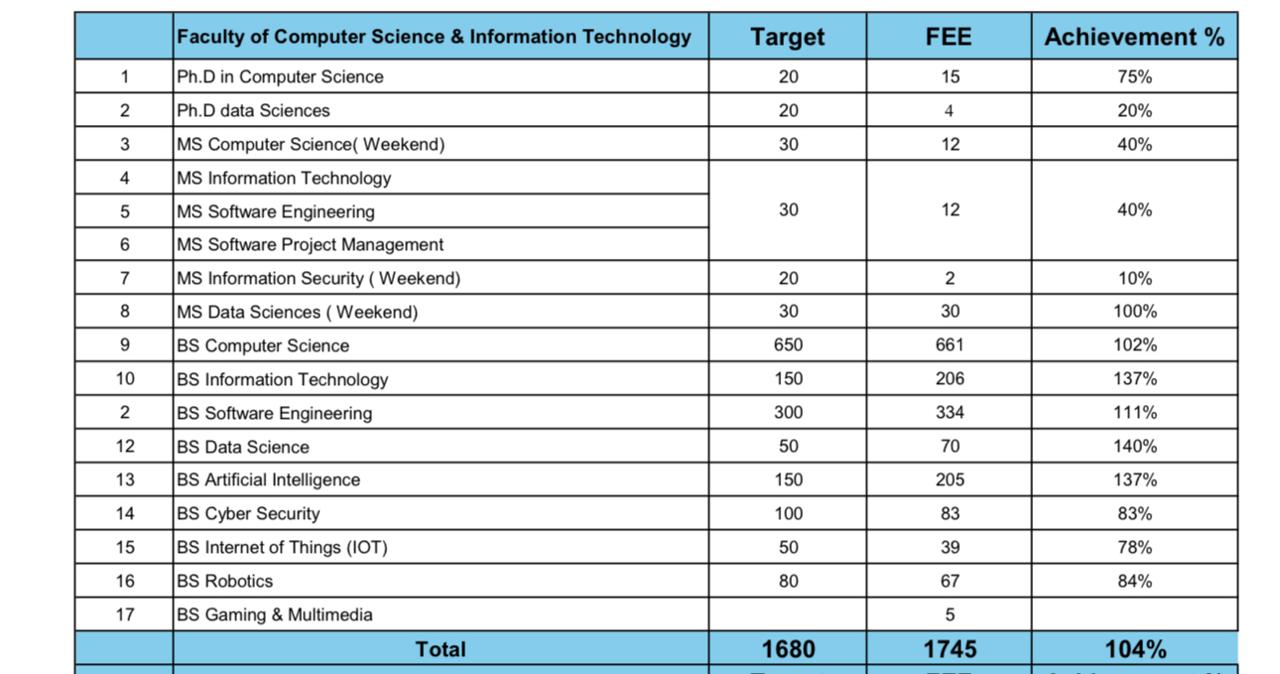 Faculty of Computer Science & Information Technology Target FEE Achievement %
1 Ph.D in Computer Science 20 15 75%
2 Ph.D data Sciences 20 4 20%
3 MS Computer Science( Weekend) 30 12 40%
4 MS Information Technology
5 MS Software Engineering 30 12 40%
6 MS Software Project Management
7 MS Information Security ( Weekend) 20 2 10%
8 MS Data Sciences ( Weekend) 30 30 100%
9 BS Computer Science 650 661 102%
10 BS Information Technology 150 206 137%
2 BS Software Engineering 300 334 111%
12 BS Data Science 50 70 140%
13 BS Artificial Intelligence 150 205 137%
14 BS Cyber Security 100 83 83%
15 BS Internet of Things (IOT) 50 39 78%
16 BS Robotics 80 67 84%
17 BS Gaming & Multimedia 5
Total 1680 1745 104%